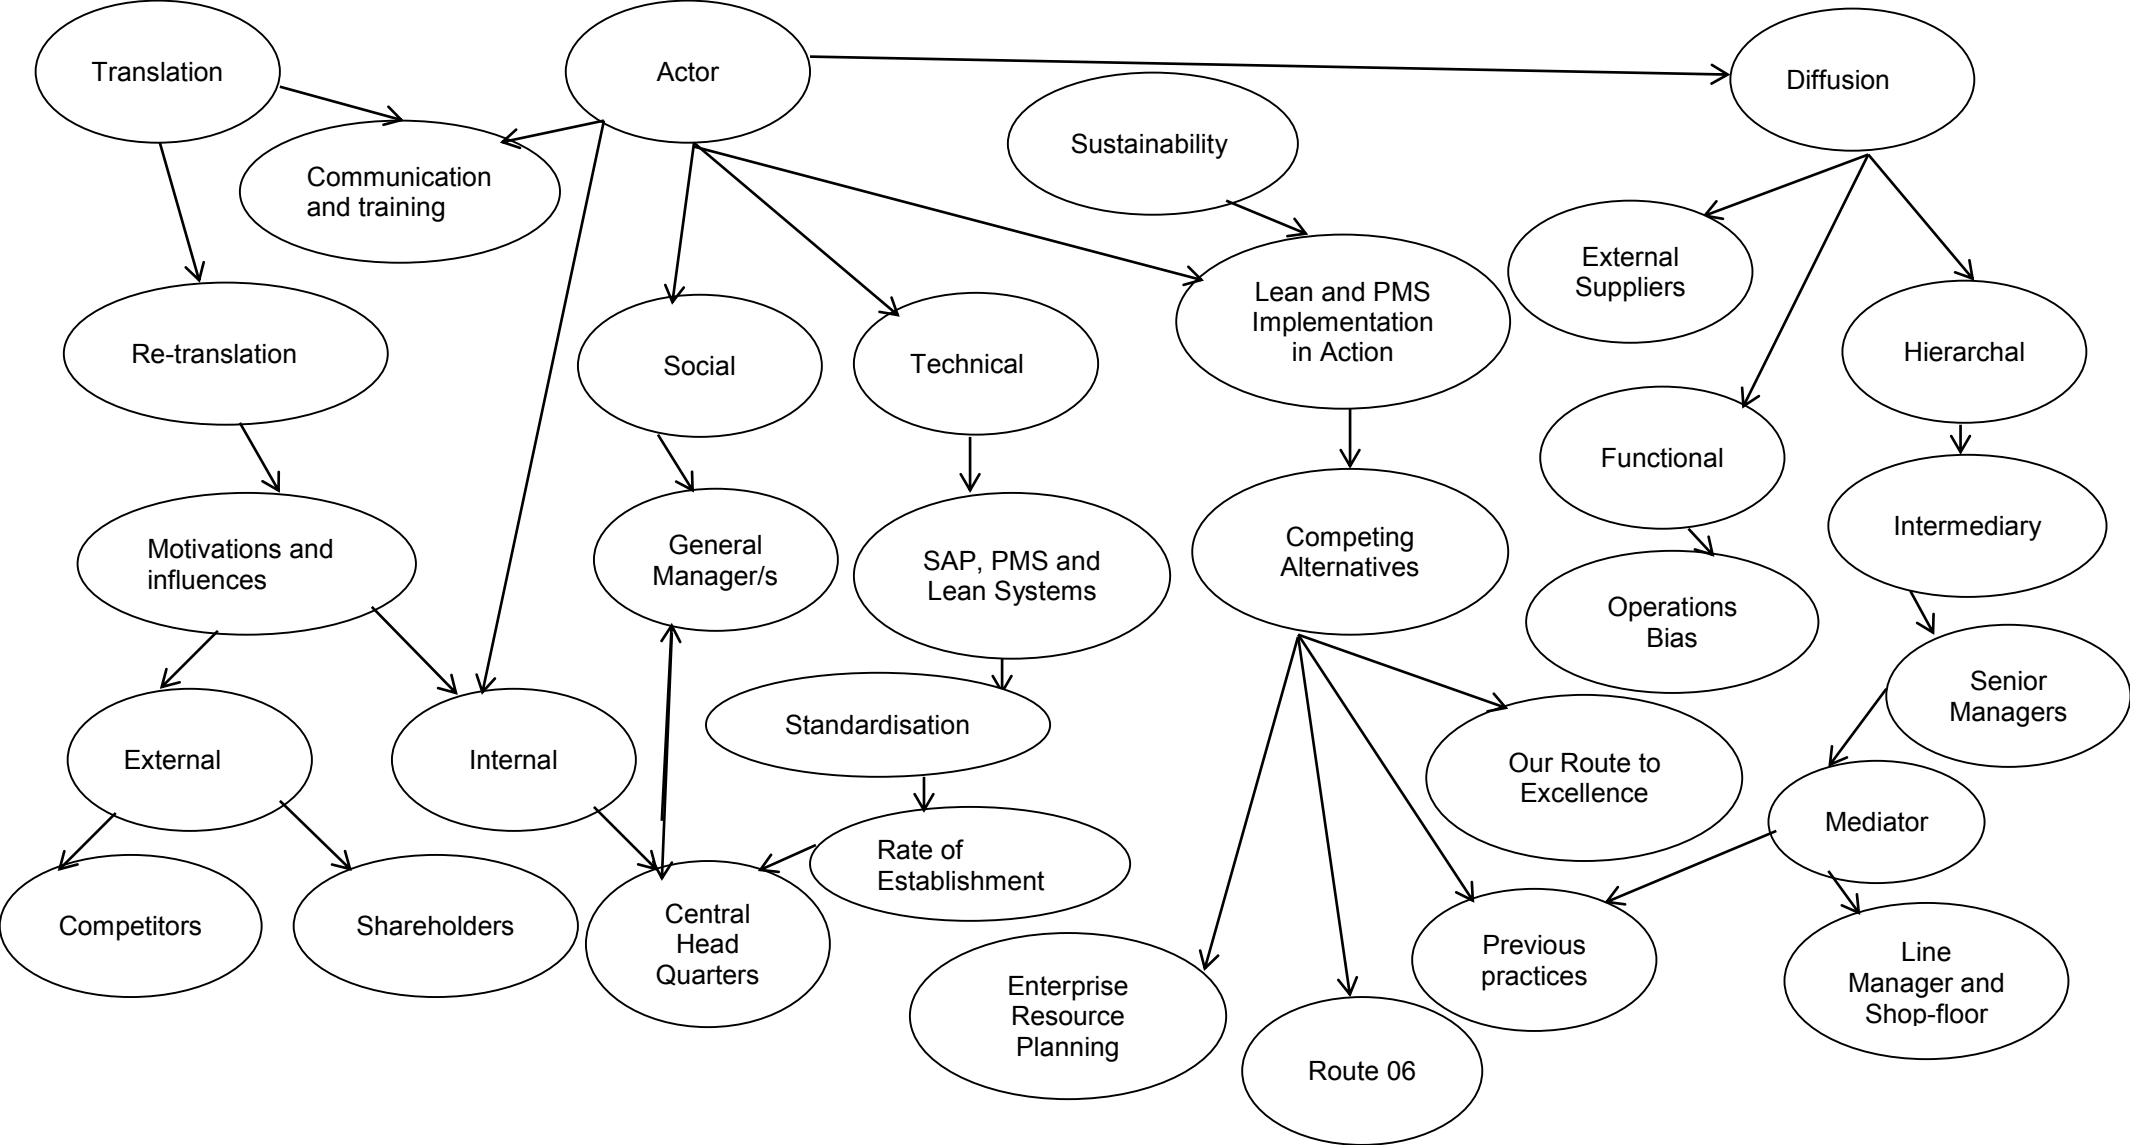 Translation
Actor
Diffusion
Sustainability
Communication
and training
External
Suppliers
Lean and PMS
Implementation
in Action
Re-translation
Social
Technical
Hierarchal
Functional
Motivations and
influences
General
Manager/s
SAP, PMS and
Lean Systems
Competing
Alternatives
Intermediary
Operations
Bias
Senior
Managers
External
Internal
Standardisation
Our Route to
Excellence
Mediator
Rate of
Establishment
Competitors
Shareholders
Central
Head
Quarters
Enterprise
Resource
Planning
Route 06
Previous
practices
Line
Manager and
Shop-floor